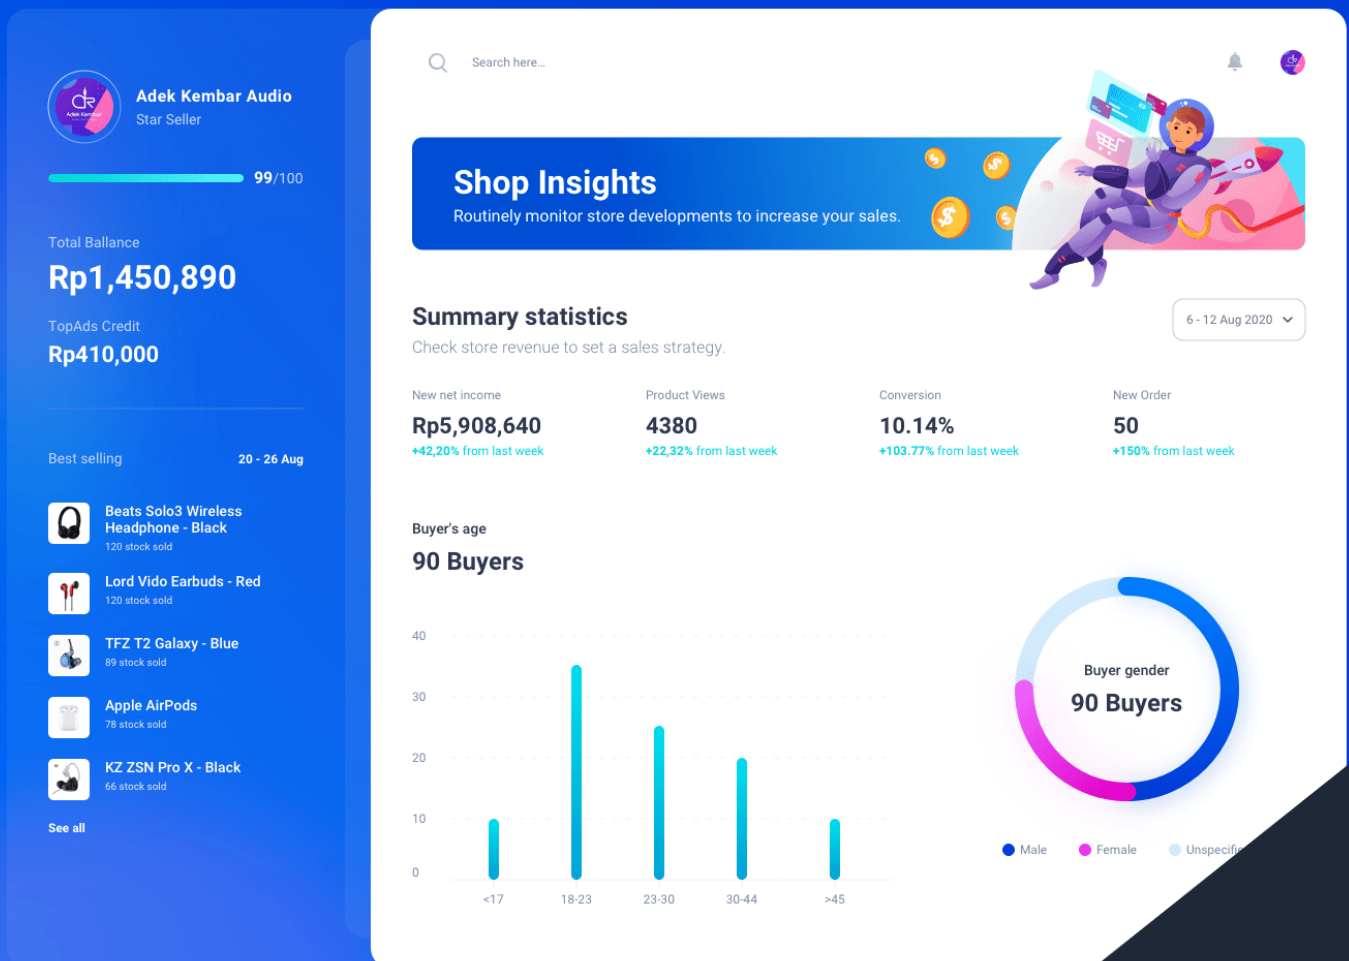 Adek Kembar
Adek Kembar Audio
Star Seller
99/100
Total Ballance
Rp1,450,890
TopAds Credit
Rp410,000
Best selling
20 - 26 Aug
Beats Solo3 Wireless
Headphone - Black
120 stock sold
Lord Vido Earbuds - Red
120 stock sold
TFZ T2 Galaxy - Blue
89 stock sold
Apple AirPods
78 stock sold
KZ ZSN Pro X - Black
66 stock sold
See all
Search here...
Shop Insights
Routinely monitor store developments to increase your sales.
Summary statistics
Check store revenue to set a sales strategy.
6 - 12 Aug 2020
New net income
Rp5,908,640
+42,20% from last week
Product Views
4380
+22,32% from last week
Conversion
10.14%
+103.77% from last week
New Order
50
+150% from last week
Buyer's age
90 Buyers
40
30
20
10
0
<17
18-23
23-30
30-44
>45
Buyer gender
90 Buyers
Male
Female